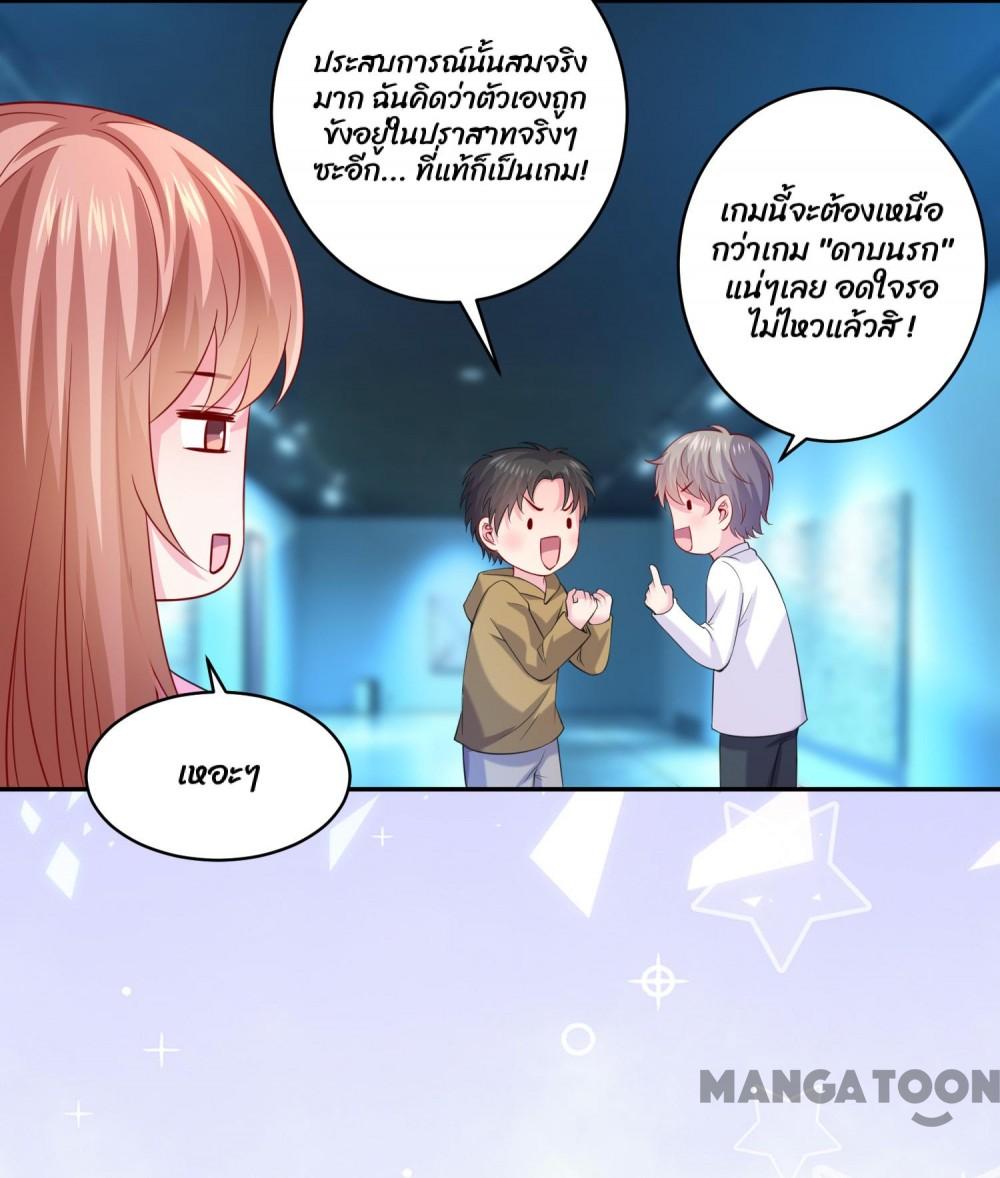 ประสบการณ์นั้นสมจริง
มาก ฉันคิดว่าตัวเองถูก
ขังอยู่ในปราสาทจริงๆ
ซะอีก... ที่แท้ก็เป็นเกม!
เกมนี้จะต้องเหนือ
กว่าเกม "ดาบนรก"
แน่ๆเลย อดใจรอ
ไม่ไหวแล้วสิ !
เหอะๆ
MANGATOON